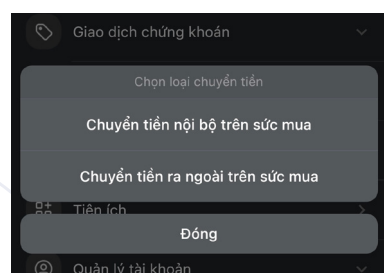 Giao dịch chứng khoán
Chọn loại chuyển tiền
Chuyển tiền nội bộ trên sức mua
Chuyển tiền ra ngoài trên sức mua
Tiện ích
Đóng
Quản lý tài khoản